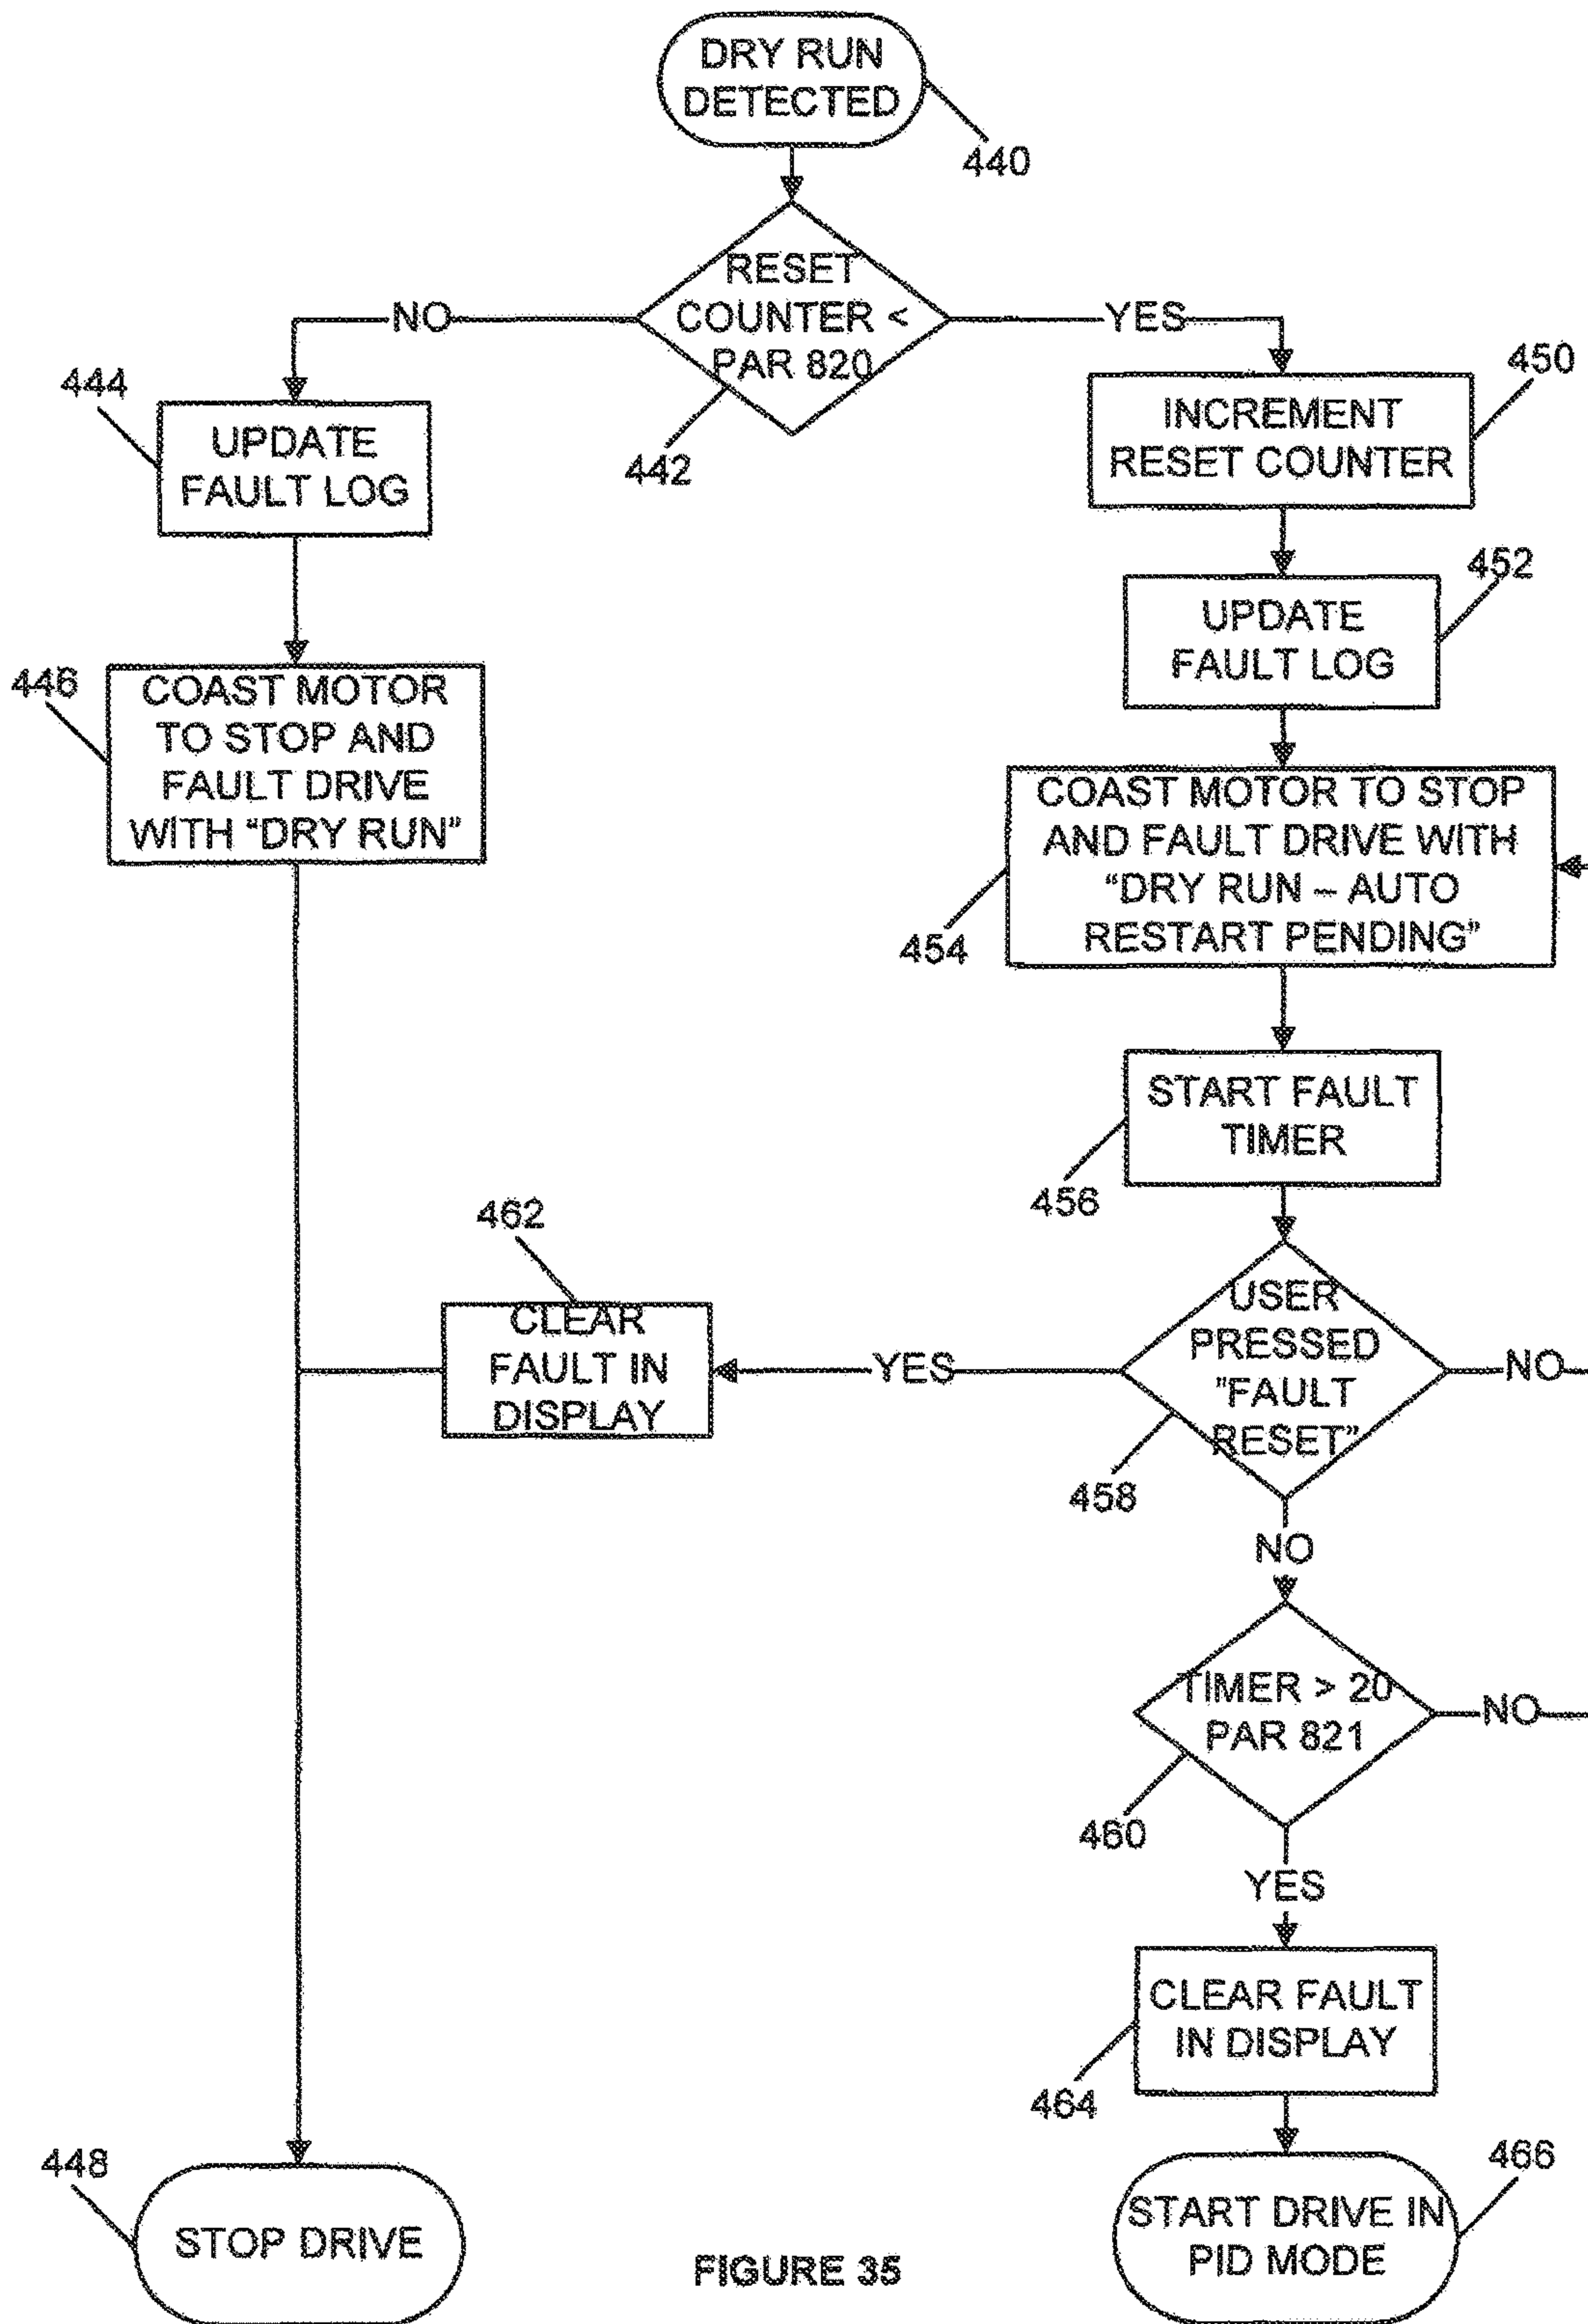 DRY RUN
DETECTED
440
RESET
COUNTER <
PAR 820
442
NO
YES
444
UPDATE
FAULT LOG
450
INCREMENT
RESET COUNTER
452
UPDATE
FAULT LOG
446
COAST MOTOR
TO STOP AND
FAULT DRIVE
WITH “DRY RUN”
COAST MOTOR TO STOP
AND FAULT DRIVE WITH
“DRY RUN – AUTO
RESTART PENDING”
454
START FAULT
TIMER
456
462
CLEAR
FAULT IN
DISPLAY
YES
USER
PRESSED
"FAULT
RESET”
NO
458
NO
TIMER > 20
PAR 821
NO
460
YES
CLEAR FAULT
IN DISPLAY
464
448
STOP DRIVE
466
START DRIVE IN
PID MODE
FIGURE 35